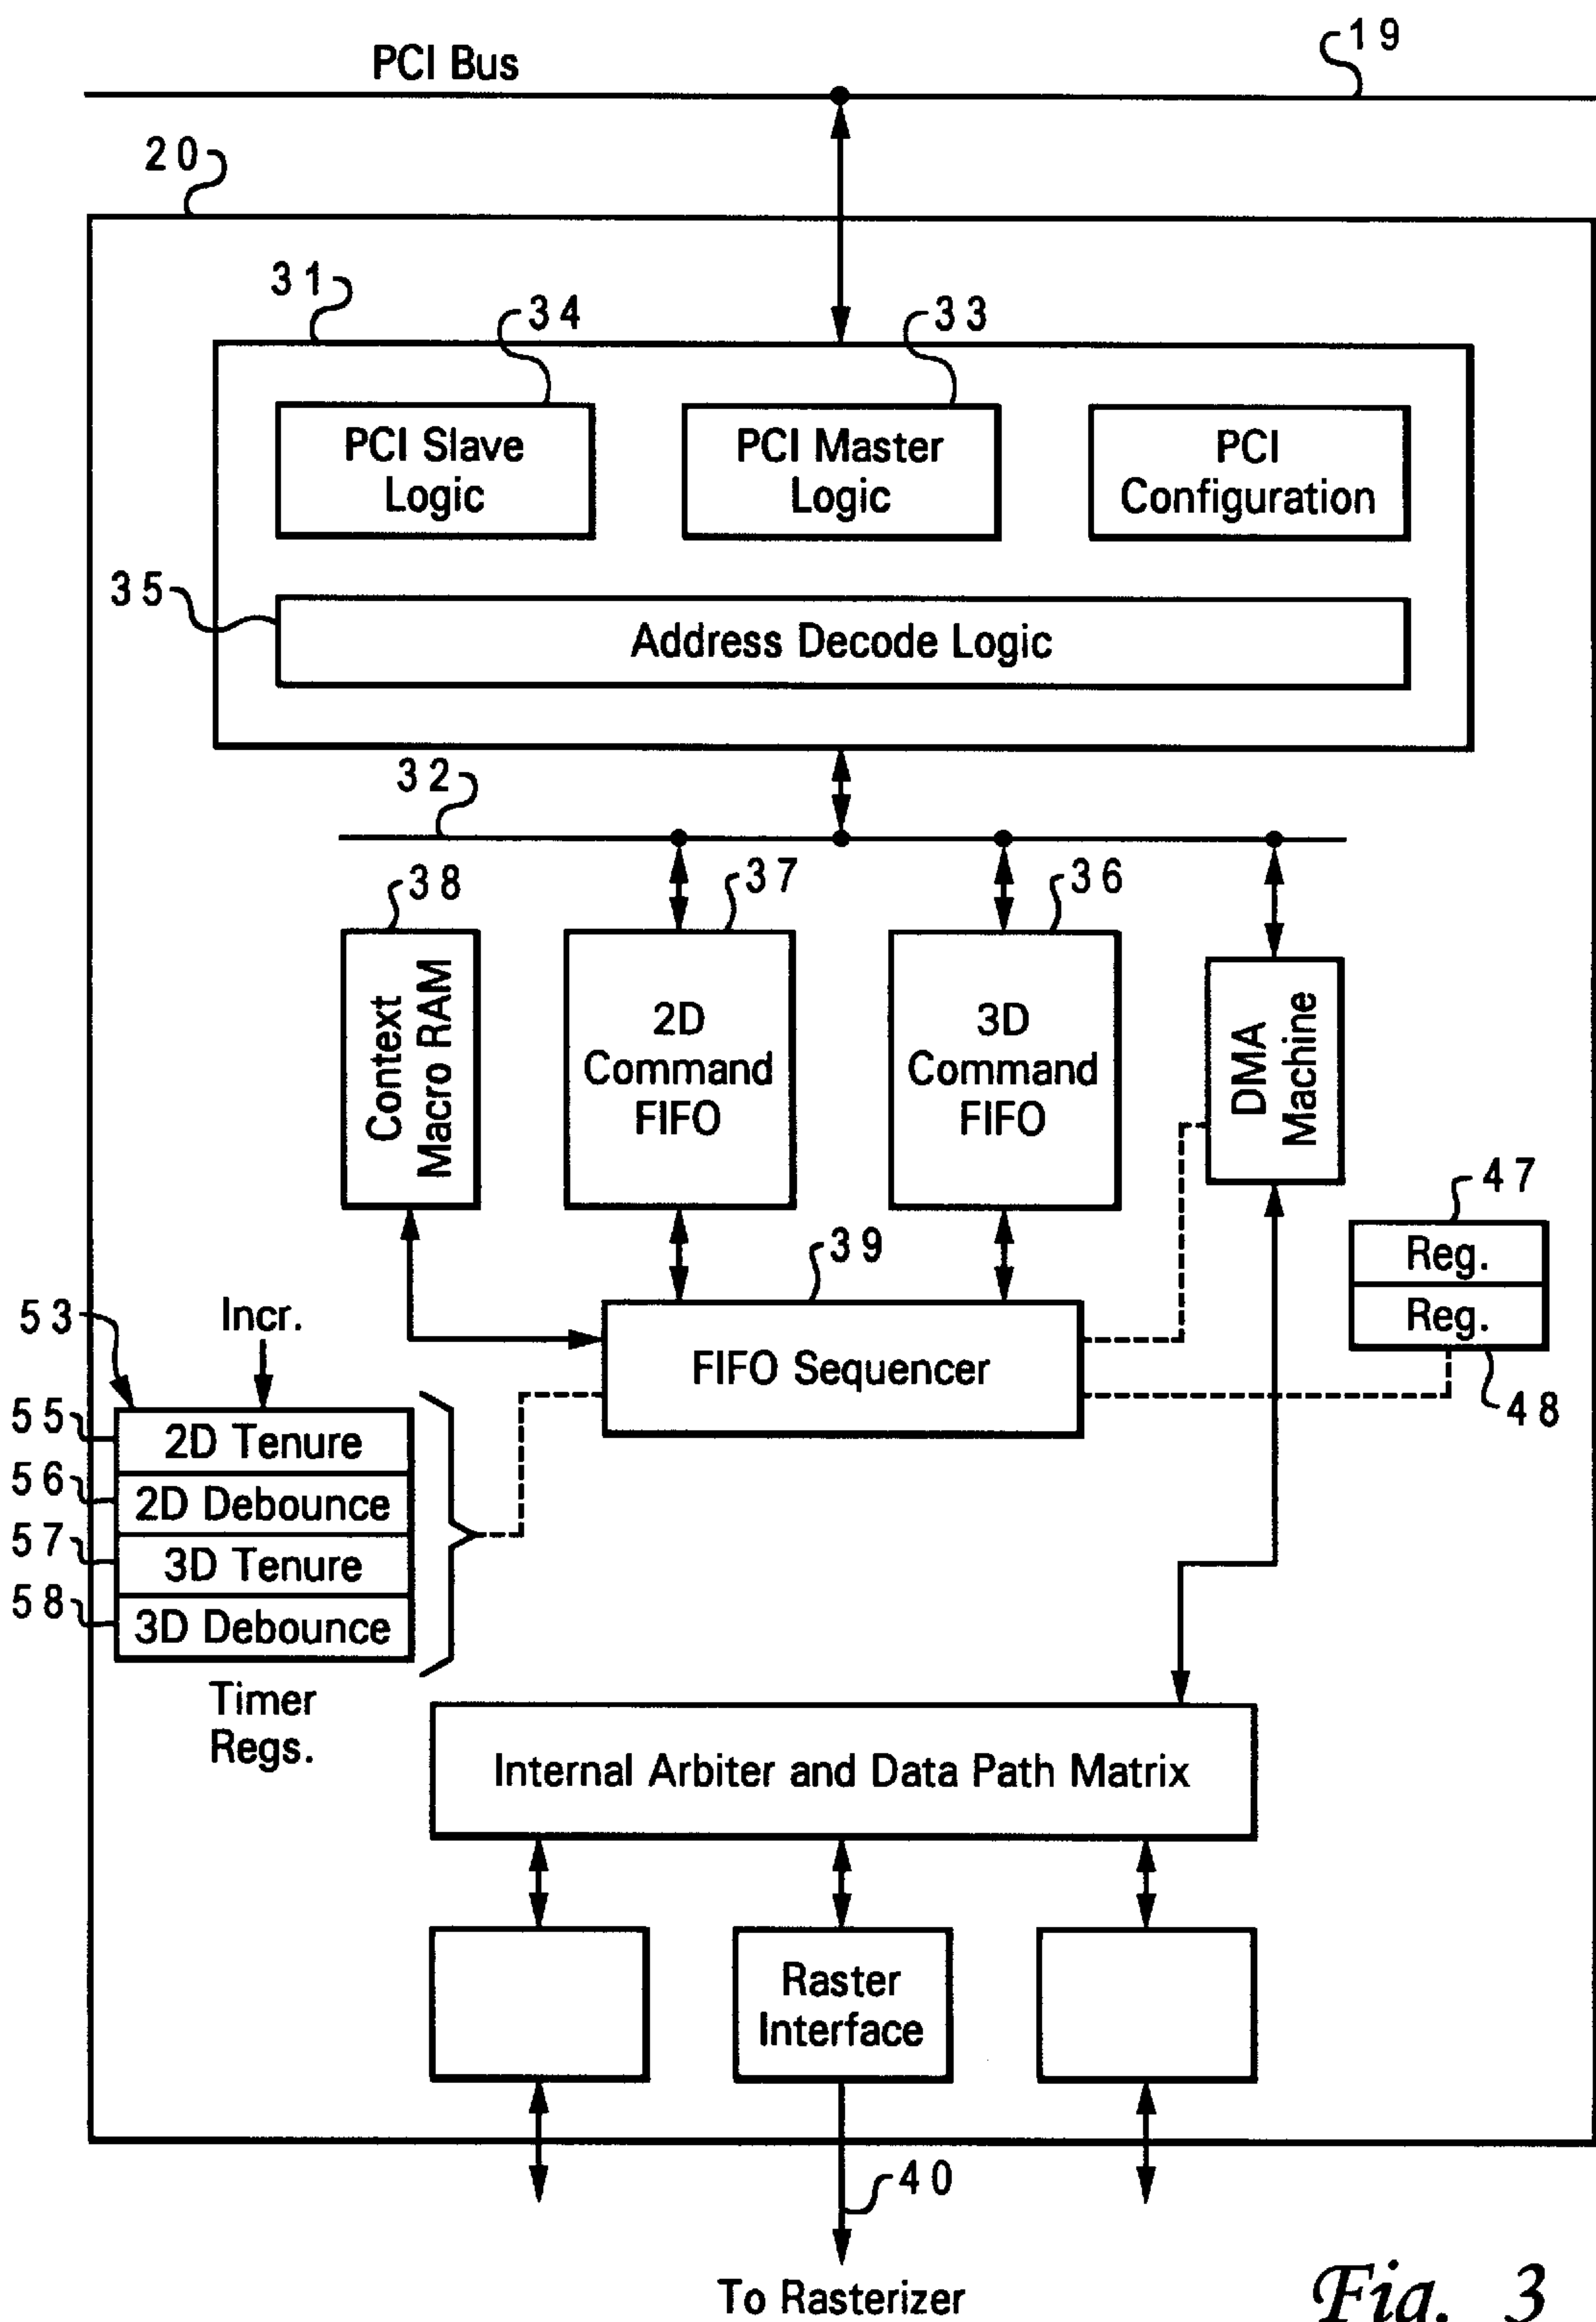 PCI Bus
19
20
31
34
33
PCI Slave
Logic
PCI Master
Logic
PCI
Configuration
35
Address Decode Logic
32
38
37
36
Context
Macro RAM
2D
Command
FIFO
3D
Command
FIFO
DMA
Machine
47
Reg.
Reg.
48
39
FIFO Sequencer
53
Incr.
55
2D Tenure
56
2D Debounce
57
3D Tenure
58
3D Debounce
Timer
Regs.
Internal Arbiter and Data Path Matrix
Raster
Interface
40
To Rasterizer
Fig. 3